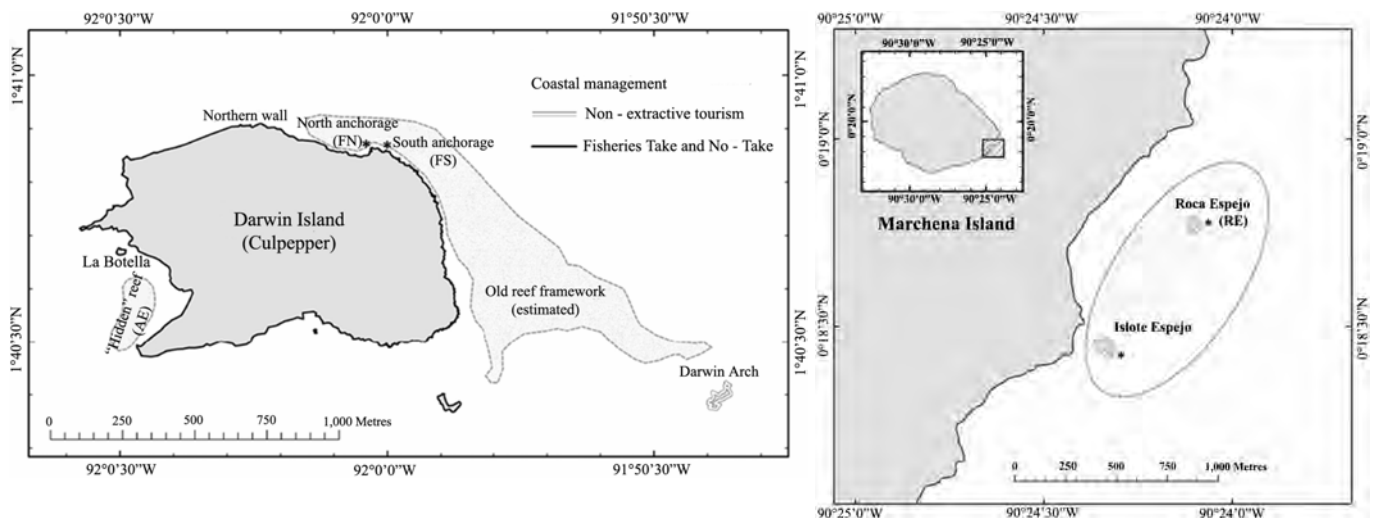 92°0,30"W
92°0,0"W
91°50,30"W
1°41,0"N
1°41,0"N
Coastal management
Non - extractive tourism
Fisheries Take and No - Take
Northern wall
North anchorage
(FN)
South anchorage
(FS)
Darwin Island
(Culpepper)
La Botella
"Hidden" reef
(AE)
Old reef framework
(estimated)
Darwin Arch
1°40,30"N
1°40,30"N
0 250 500 750 1,000 Metres
92°0,30"W
92°0,0"W
91°50,30"W
90°25'0"W
90°24'30"W
90°24'0"W
90°30'0"W
90°25'0"W
0°20'0"N
0°20'0"N
90°30'0"W
90°25'0"W
Marchena Island
0°19'0"N
0°19'0"N
Roca Espejo
(RE)
Islote Espejo
0°18'30"N
0°18'30"N
0 250 500 750 1,000 Metres
90°25'0"W
90°24'30"W
90°24'0"W